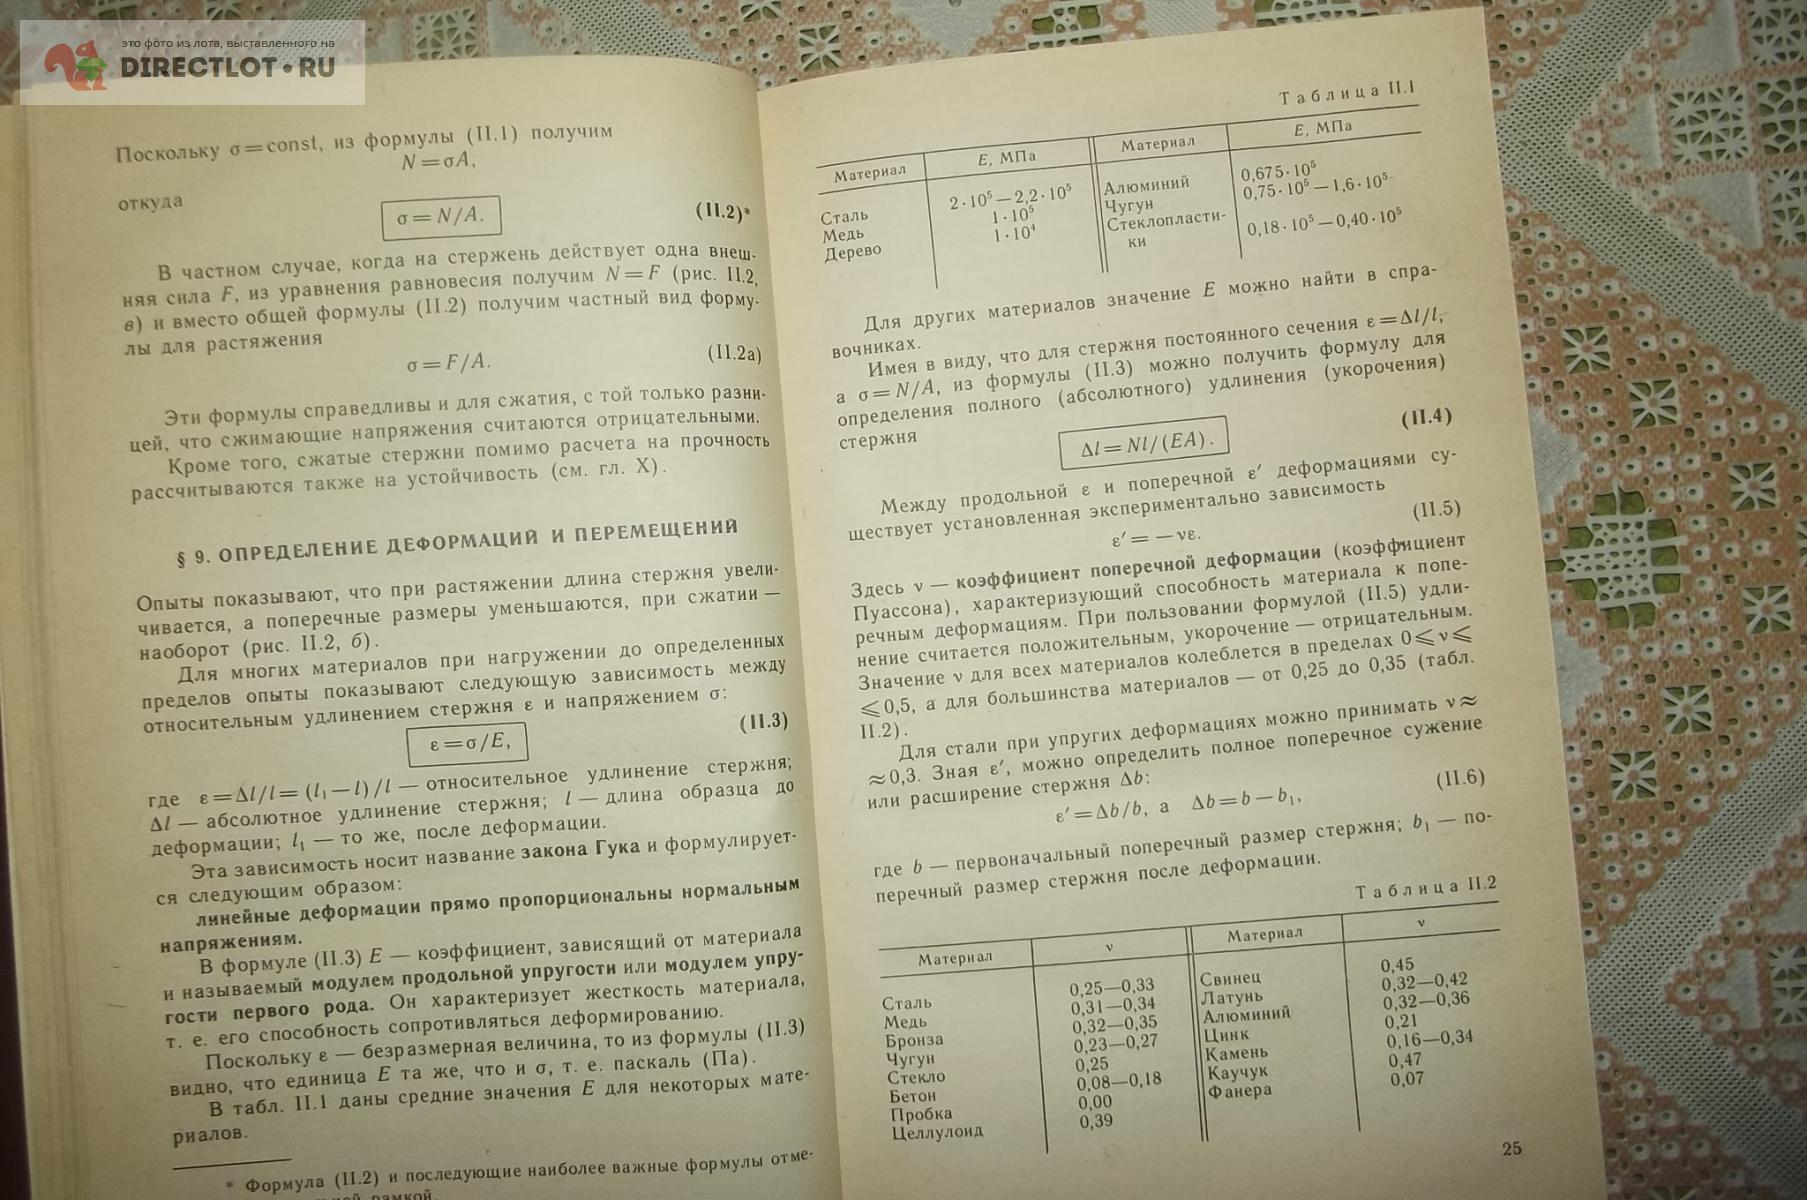 это фото из лота, выставленного на
DIRECTLOT•RU
Поскольку σ=const, из формулы (II.1) получим
N=σA,
откуда
σ=N/A. (II.2)*
В частном случае, когда на стержень действует одна внеш-
няя сила F, из уравнения равновесия получим N=F (рис. II.2,
в) и вместо общей формулы (II.2) получим частный вид форму-
лы для растяжения
σ=F/A. (II.2а)
Эти формулы справедливы и для сжатия, с той только разни-
цей, что сжимающие напряжения считаются отрицательными.
Кроме того, сжатые стержни помимо расчета на прочность
рассчитываются также на устойчивость (см. гл. X).
§ 9. ОПРЕДЕЛЕНИЕ ДЕФОРМАЦИЙ И ПЕРЕМЕЩЕНИЙ
Опыты показывают, что при растяжении длина стержня увели-
чивается, а поперечные размеры уменьшаются, при сжатии —
наоборот (рис. II.2, б).
Для многих материалов при нагружении до определенных
пределов опыты показывают следующую зависимость между
относительным удлинением стержня ε и напряжением σ:
ε=σ/E, (II.3)
где ε=Δl/l=(l₁—l)/l — относительное удлинение стержня;
Δl — абсолютное удлинение стержня; l — длина образца до
деформации; l₁ — то же, после деформации.
Эта зависимость носит название закона Гука и формулирует-
ся следующим образом:
линейные деформации прямо пропорциональны нормальным
напряжениям.
В формуле (II.3) E — коэффициент, зависящий от материала
и называемый модулем продольной упругости или модулем упру-
гости первого рода. Он характеризует жесткость материала,
т. е. его способность сопротивляться деформированию.
Поскольку ε — безразмерная величина, то из формулы (II.3)
видно, что единица E та же, что и σ, т. е. паскаль (Па).
В табл. II.1 даны средние значения E для некоторых мате-
риалов.
* Формула (II.2) и последующие наиболее важные формулы отме-
рамкой.
Таблица II.1
Материал E, МПа Материал E, МПа
Сталь 2·10⁵—2,2·10⁵ Алюминий 0,675·10⁵
Медь 1·10⁵ Чугун 0,75·10⁵—1,6·10⁵
Дерево 1·10⁴ Стеклопласти-
ки 0,18·10⁵—0,40·10⁵
Для других материалов значение E можно найти в спра-
вочниках.
Имея в виду, что для стержня постоянного сечения ε=Δl/l,
а σ=N/A, из формулы (II.3) можно получить формулу для
определения полного (абсолютного) удлинения (укорочения)
стержня
Δl=Nl/(EA). (II.4)
Между продольной ε и поперечной ε′ деформациями су-
ществует установленная экспериментально зависимость
ε′=—νε. (II.5)
Здесь ν — коэффициент поперечной деформации (коэффициент
Пуассона), характеризующий способность материала к попе-
речным деформациям. При пользовании формулой (II.5) удли-
нение считается положительным, укорочение — отрицательным.
Значение ν для всех материалов колеблется в пределах 0⩽ν⩽
⩽0,5, а для большинства материалов — от 0,25 до 0,35 (табл.
II.2).
Для стали при упругих деформациях можно принимать ν≈
≈0,3. Зная ε′, можно определить полное поперечное сужение
или расширение стержня Δb:
ε′=Δb/b, а Δb=b—b₁, (II.6)
где b — первоначальный поперечный размер стержня; b₁ — по-
перечный размер стержня после деформации.
Таблица II.2
Материал ν Материал ν
Сталь 0,25—0,33 Свинец 0,45
Медь 0,31—0,34 Латунь 0,32—0,42
Бронза 0,32—0,35 Алюминий 0,32—0,36
Чугун 0,23—0,27 Цинк 0,21
Стекло 0,25 Камень 0,16—0,34
Бетон 0,08—0,18 Каучук 0,47
Пробка 0,00 Фанера 0,07
Целлулоид 0,39
25